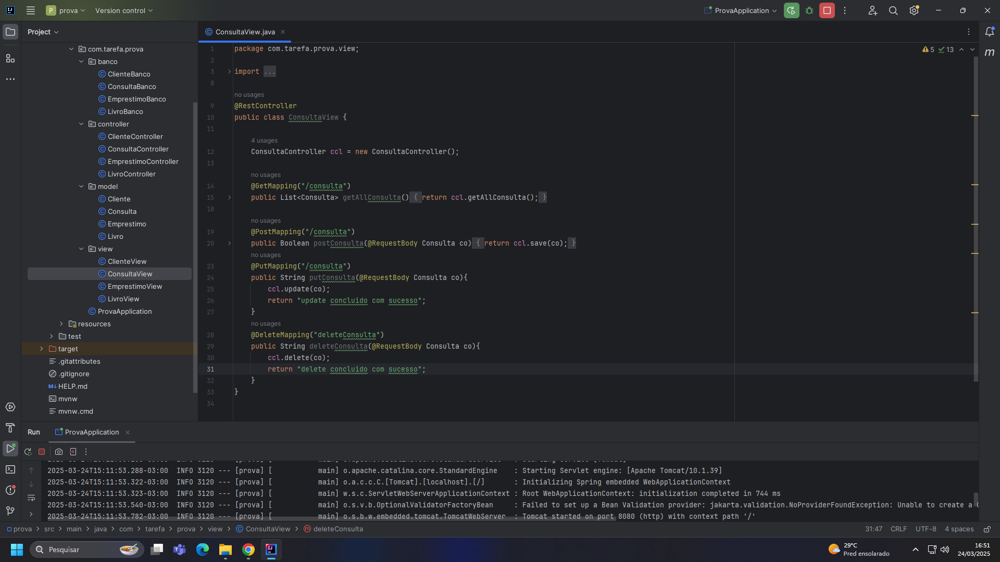 P prova Version control ProvaApplication
Project
ConsultaView.java
com.tarefa.prova
banco
ClienteBanco
ConsultaBanco
EmprestimoBanco
LivroBanco
controller
ClienteController
ConsultaController
EmprestimoController
LivroController
model
Cliente
Consulta
Emprestimo
Livro
view
ClienteView
ConsultaView
EmprestimoView
LivroView
ProvaApplication
resources
test
target
.gitattributes
.gitignore
HELP.md
mvnw
mvnw.cmd
5 13
1 package com.tarefa.prova.view;
2
3 import ...
8
no usages
9 @RestController
10 public class ConsultaView {
11
4 usages
12 ConsultaController ccl = new ConsultaController();
13
no usages
14 @GetMapping("/consulta")
15 public List<Consulta> getAllConsulta() { return ccl.getAllConsulta(); }
18
no usages
19 @PostMapping("/consulta")
20 public Boolean postConsulta(@RequestBody Consulta co) { return ccl.save(co); }
no usages
23 @PutMapping("/consulta")
24 public String putConsulta(@RequestBody Consulta co){
25 ccl.update(co);
26 return "update concluido com sucesso";
27 }
no usages
28 @DeleteMapping("deleteConsulta")
29 public String deleteConsulta(@RequestBody Consulta co){
30 ccl.delete(co);
31 return "delete concluido com sucesso";
32 }
33 }
34
Run ProvaApplication
2025-03-24T15:11:53.288-03:00 INFO 3120 --- [prova] [ main] o.apache.catalina.core.StandardEngine : Starting Servlet engine: [Apache Tomcat/10.1.39]
2025-03-24T15:11:53.322-03:00 INFO 3120 --- [prova] [ main] o.a.c.c.C.[Tomcat].[localhost].[/] : Initializing Spring embedded WebApplicationContext
2025-03-24T15:11:53.323-03:00 INFO 3120 --- [prova] [ main] w.s.c.ServletWebServerApplicationContext : Root WebApplicationContext: initialization completed in 744 ms
2025-03-24T15:11:53.540-03:00 INFO 3120 --- [prova] [ main] o.s.v.b.OptionalValidatorFactoryBean : Failed to set up a Bean Validation provider: jakarta.validation.NoProviderFoundException: Unable to create a
2025-03-24T15:11:53.782-03:00 INFO 3120 --- [prova] [ main] o.s.b.w.embedded.tomcat.TomcatWebServer : Tomcat started on port 8080 (http) with context path '/'
prova > src > main > java > com > tarefa > prova > view > ConsultaView > deleteConsulta
31:47 CRLF UTF-8 4 spaces
Pesquisar
29°C
Pred ensolarado
16:51
24/03/2025